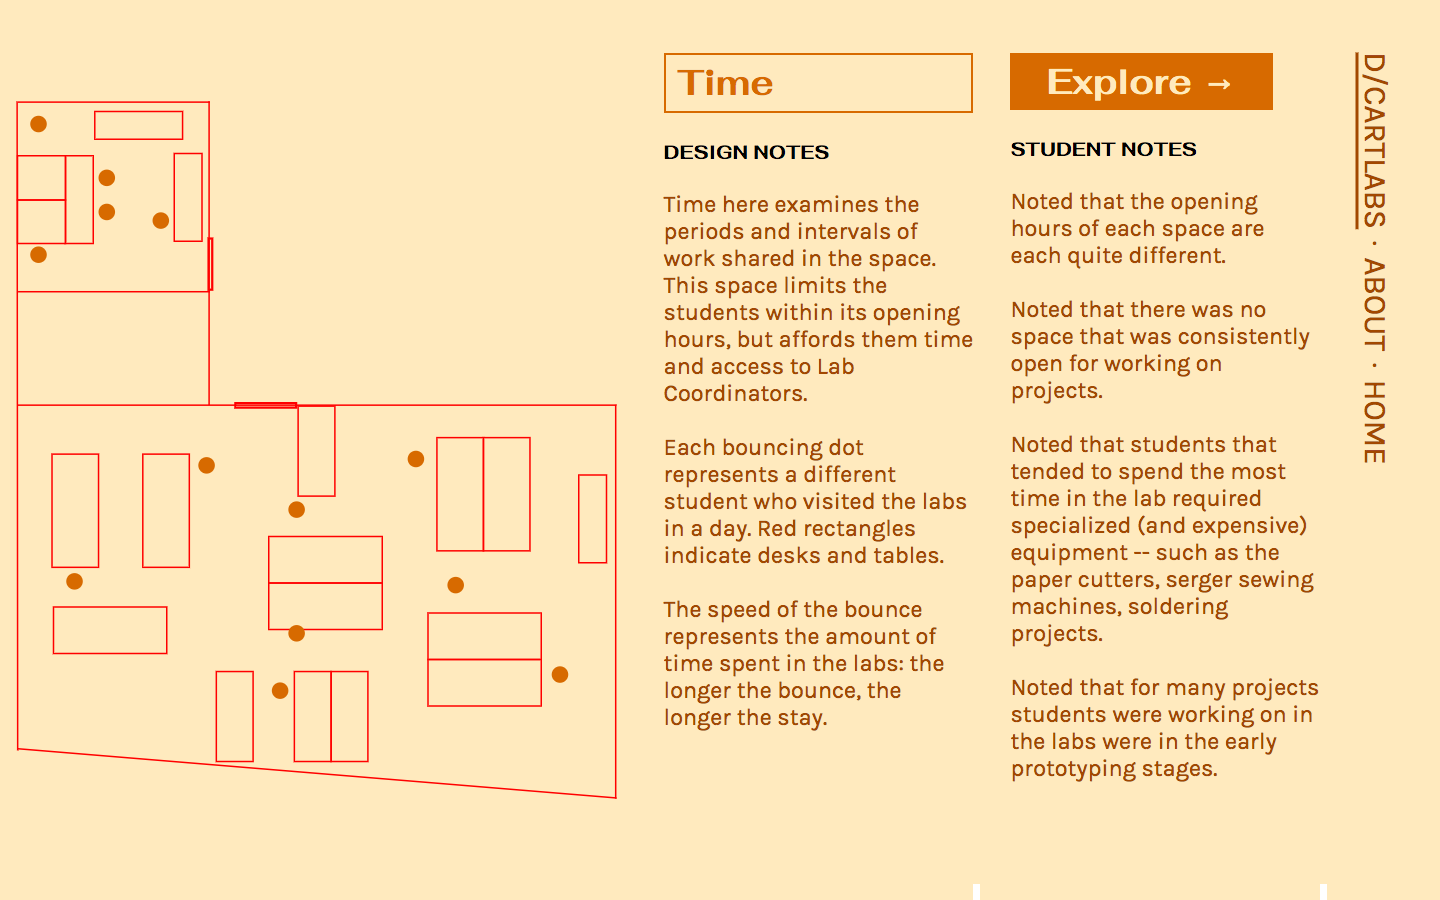 Time
DESIGN NOTES
Time here examines the
periods and intervals of
work shared in the space.
This space limits the
students within its opening
hours, but affords them time
and access to Lab
Coordinators.
Each bouncing dot
represents a different
student who visited the labs
in a day. Red rectangles
indicate desks and tables.
The speed of the bounce
represents the amount of
time spent in the labs: the
longer the bounce, the
longer the stay.
Explore →
STUDENT NOTES
Noted that the opening
hours of each space are
each quite different.
Noted that there was no
space that was consistently
open for working on
projects.
Noted that students that
tended to spend the most
time in the lab required
specialized (and expensive)
equipment -- such as the
paper cutters, serger sewing
machines, soldering
projects.
Noted that for many projects
students were working on in
the labs were in the early
prototyping stages.
D/CARTLABS · ABOUT · HOME